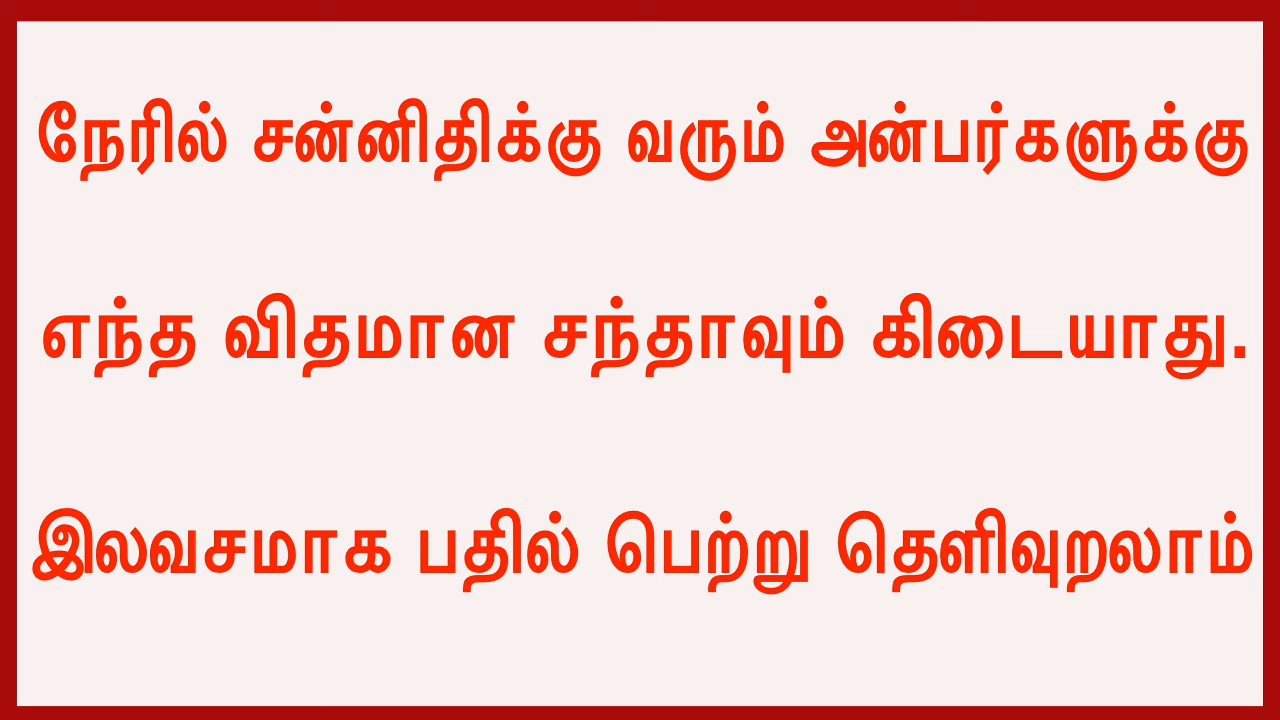 நேரில் சன்னிதிக்கு வரும் அன்பர்களுக்கு
எந்த விதமான சந்தாவும் கிடையாது.
இலவசமாக பதில் பெற்று தெளிவுறலாம்